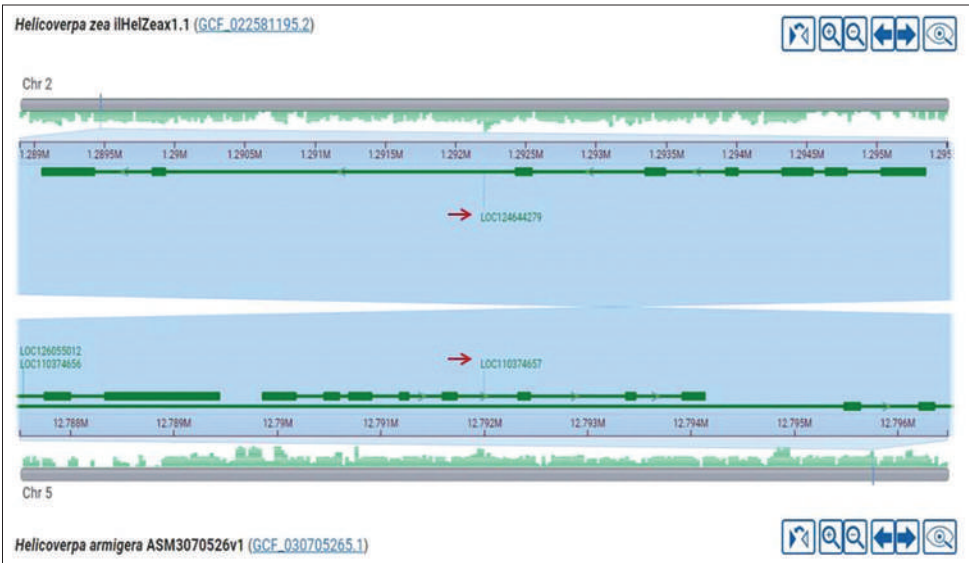 Helicoverpa zea ilHelZeax1.1 (GCF_022581195.2)
Chr 2
1.289M 1.2895M 1.29M 1.2905M 1.291M 1.2915M 1.292M 1.2925M 1.293M 1.2935M 1.294M 1.2945M 1.295M 1.295
LOC124644279
LOC126055012
LOC110374656
LOC110374657
12.788M 12.789M 12.79M 12.791M 12.792M 12.793M 12.794M 12.795M 12.796M
Chr 5
Helicoverpa armigera ASM3070526v1 (GCF_030705265.1)